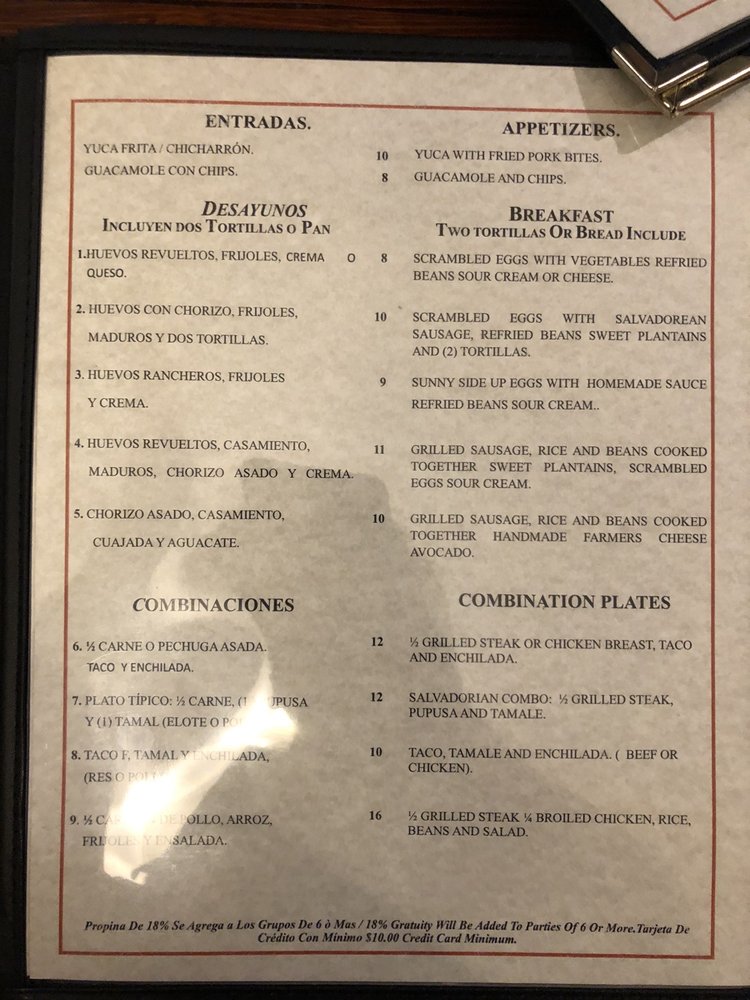 ENTRADAS.
YUCA FRITA / CHICHARRÓN.
GUACAMOLE CON CHIPS.
DESAYUNOS
INCLUYEN DOS TORTILLAS O PAN
1.HUEVOS REVUELTOS, FRIJOLES, CREMA O
QUESO.
2. HUEVOS CON CHORIZO, FRIJOLES,
MADUROS Y DOS TORTILLAS.
3. HUEVOS RANCHEROS, FRIJOLES
Y CREMA.
4. HUEVOS REVUELTOS, CASAMIENTO,
MADUROS, CHORIZO ASADO Y CREMA.
5. CHORIZO ASADO, CASAMIENTO,
CUAJADA Y AGUACATE.
COMBINACIONES
6. ½ CARNE O PECHUGA ASADA.
TACO Y ENCHILADA.
7. PLATO TÍPICO: ½ CARNE, (1 PUPUSA
Y (1) TAMAL (ELOTE O
8. TACO F, TAMAL Y ENCHILADA,
(RES O POLLO
9. ½ DE POLLO, ARROZ,
FRIJOLES Y ENSALADA.
APPETIZERS.
10 YUCA WITH FRIED PORK BITES.
8 GUACAMOLE AND CHIPS.
BREAKFAST
TWO TORTILLAS OR BREAD INCLUDE
8 SCRAMBLED EGGS WITH VEGETABLES REFRIED
BEANS SOUR CREAM OR CHEESE.
10 SCRAMBLED EGGS WITH SALVADOREAN
SAUSAGE, REFRIED BEANS SWEET PLANTAINS
AND (2) TORTILLAS.
9 SUNNY SIDE UP EGGS WITH HOMEMADE SAUCE
REFRIED BEANS SOUR CREAM..
11 GRILLED SAUSAGE, RICE AND BEANS COOKED
TOGETHER SWEET PLANTAINS, SCRAMBLED
EGGS SOUR CREAM.
10 GRILLED SAUSAGE, RICE AND BEANS COOKED
TOGETHER HANDMADE FARMERS CHEESE
AVOCADO.
COMBINATION PLATES
12 ½ GRILLED STEAK OR CHICKEN BREAST, TACO
AND ENCHILADA.
12 SALVADORIAN COMBO: ½ GRILLED STEAK,
PUPUSA AND TAMALE.
10 TACO, TAMALE AND ENCHILADA. ( BEEF OR
CHICKEN).
16 ½ GRILLED STEAK ¼ BROILED CHICKEN, RICE,
BEANS AND SALAD.
Propina De 18% Se Agrega a Los Grupos De 6 ò Mas / 18% Gratuity Will Be Added To Parties Of 6 Or More.Tarjeta De
Crédito Con Minimo $10.00 Credit Card Minimum.